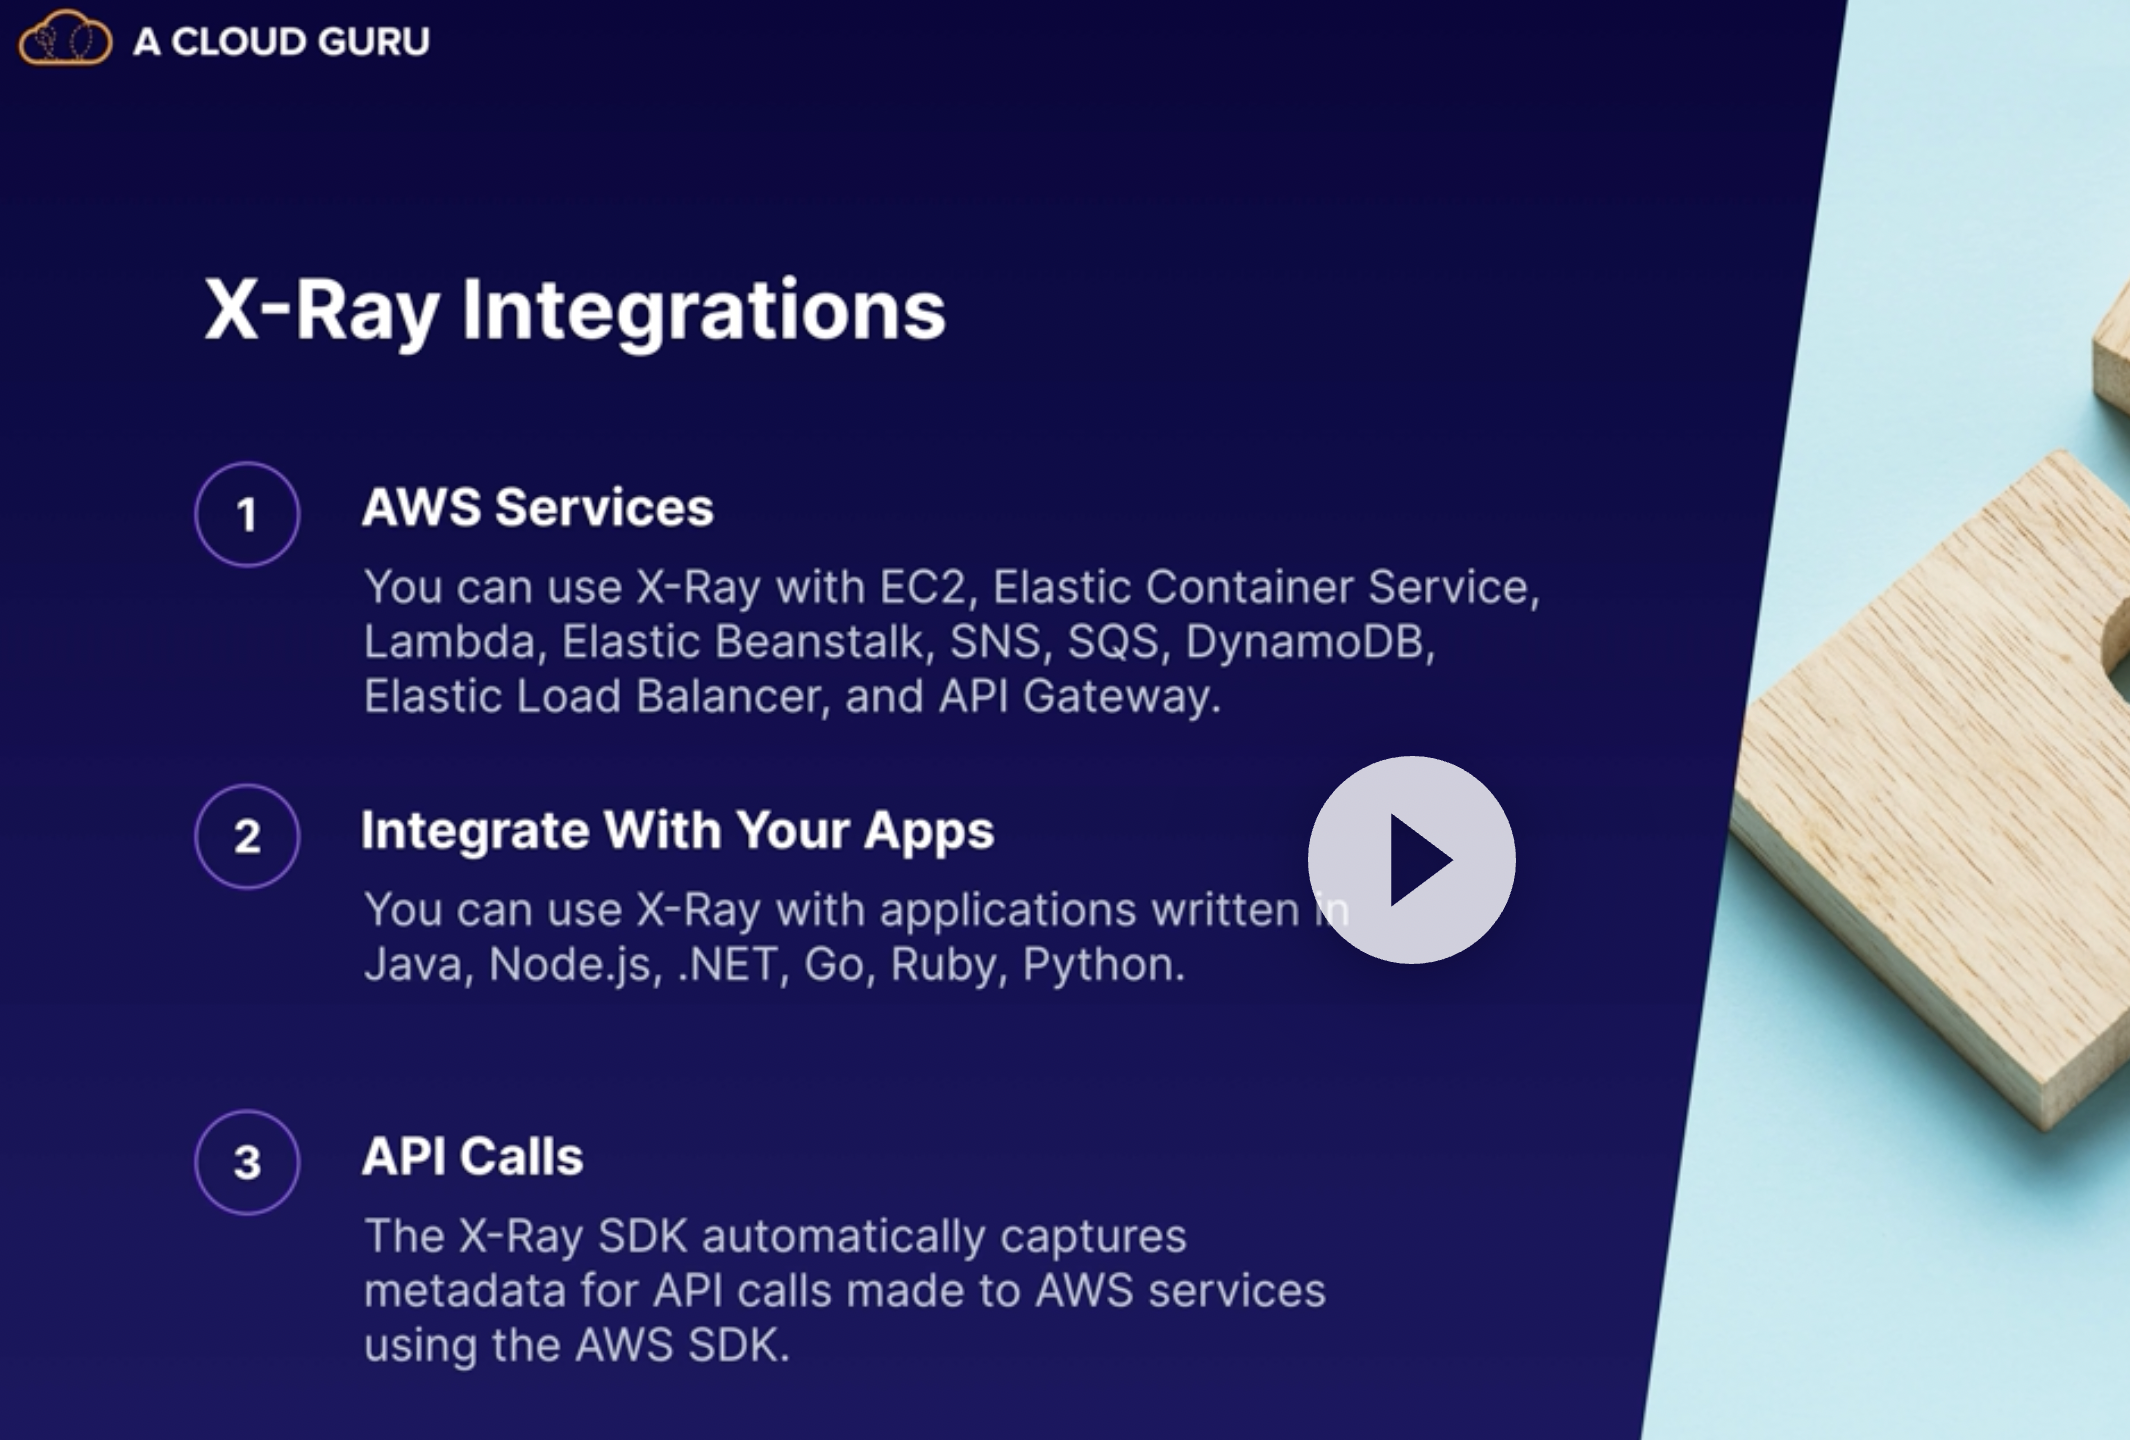 A CLOUD GURU
X-Ray Integrations
1
AWS Services
You can use X-Ray with EC2, Elastic Container Service,
Lambda, Elastic Beanstalk, SNS, SQS, DynamoDB,
Elastic Load Balancer, and API Gateway.
2
Integrate With Your Apps
You can use X-Ray with applications written in
Java, Node.js, .NET, Go, Ruby, Python.
3
API Calls
The X-Ray SDK automatically captures
metadata for API calls made to AWS services
using the AWS SDK.